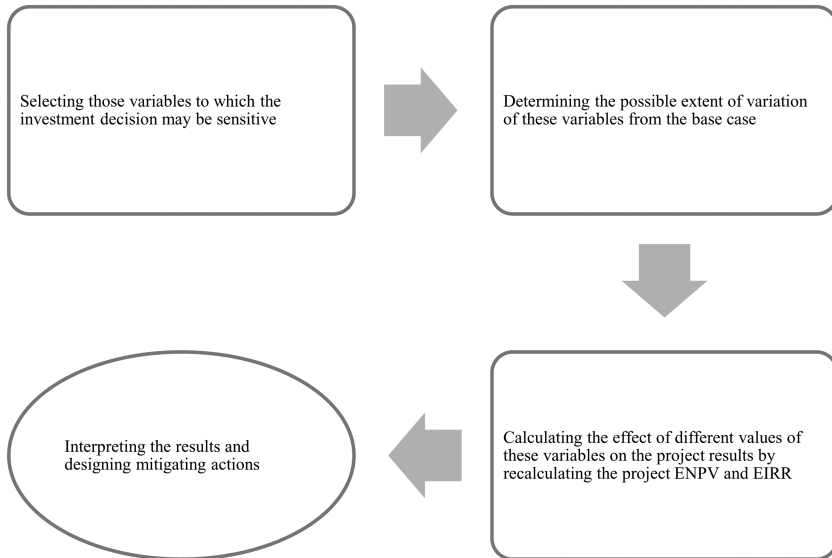 Selecting those variables to which the
investment decision may be sensitive
Determining the possible extent of variation
of these variables from the base case
Calculating the effect of different values of
these variables on the project results by
recalculating the project ENPV and EIRR
Interpreting the results and
designing mitigating actions